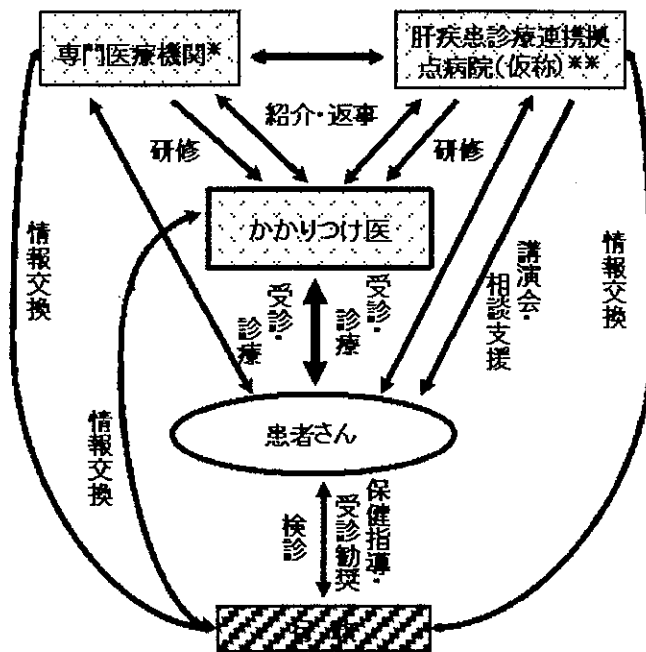 専門医療機関*
肝疾患診療連携拠
点病院(仮称)**
紹介・返事
研修
研修
かかりつけ医
情報交換
情報交換
講演会・
相談支援
受診・
診療
受診・
診療
情報交換
患者さん
保健指導・
受診勧奨
検診